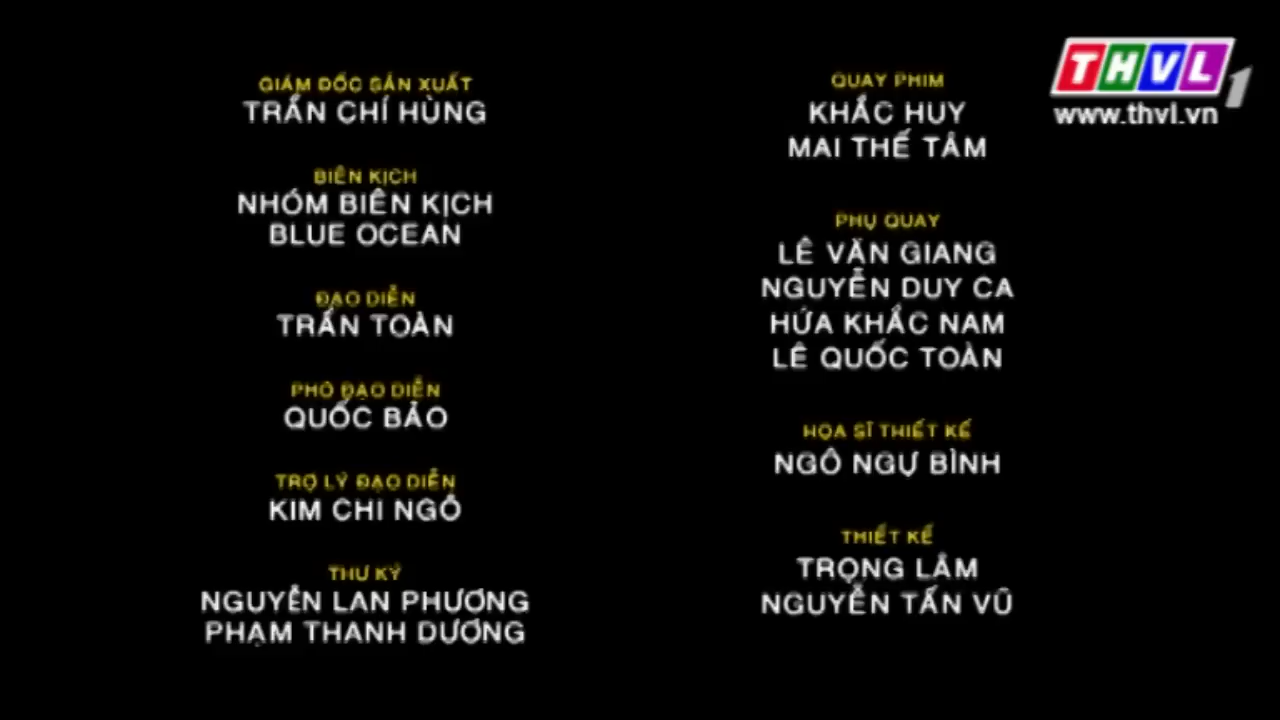 GIÁM ĐỐC SẢN XUẤT
TRẦN CHÍ HÙNG
BIÊN KỊCH
NHÓM BIÊN KỊCH
BLUE OCEAN
ĐẠO DIỄN
TRẦN TOÀN
PHÓ ĐẠO DIỄN
QUỐC BẢO
TRỢ LÝ ĐẠO DIỄN
KIM CHI NGÔ
THƯ KÝ
NGUYỄN LAN PHƯƠNG
PHẠM THANH DƯƠNG
QUAY PHIM
KHẮC HUY
MAI THẾ TÂM
PHỤ QUAY
LÊ VĂN GIANG
NGUYỄN DUY CA
HỨA KHẮC NAM
LÊ QUỐC TOÀN
HỌA SĨ THIẾT KẾ
NGÔ NGỰ BÌNH
THIẾT KẾ
TRỌNG LÂM
NGUYỄN TẤN VŨ
THVL1
www.thvl.vn